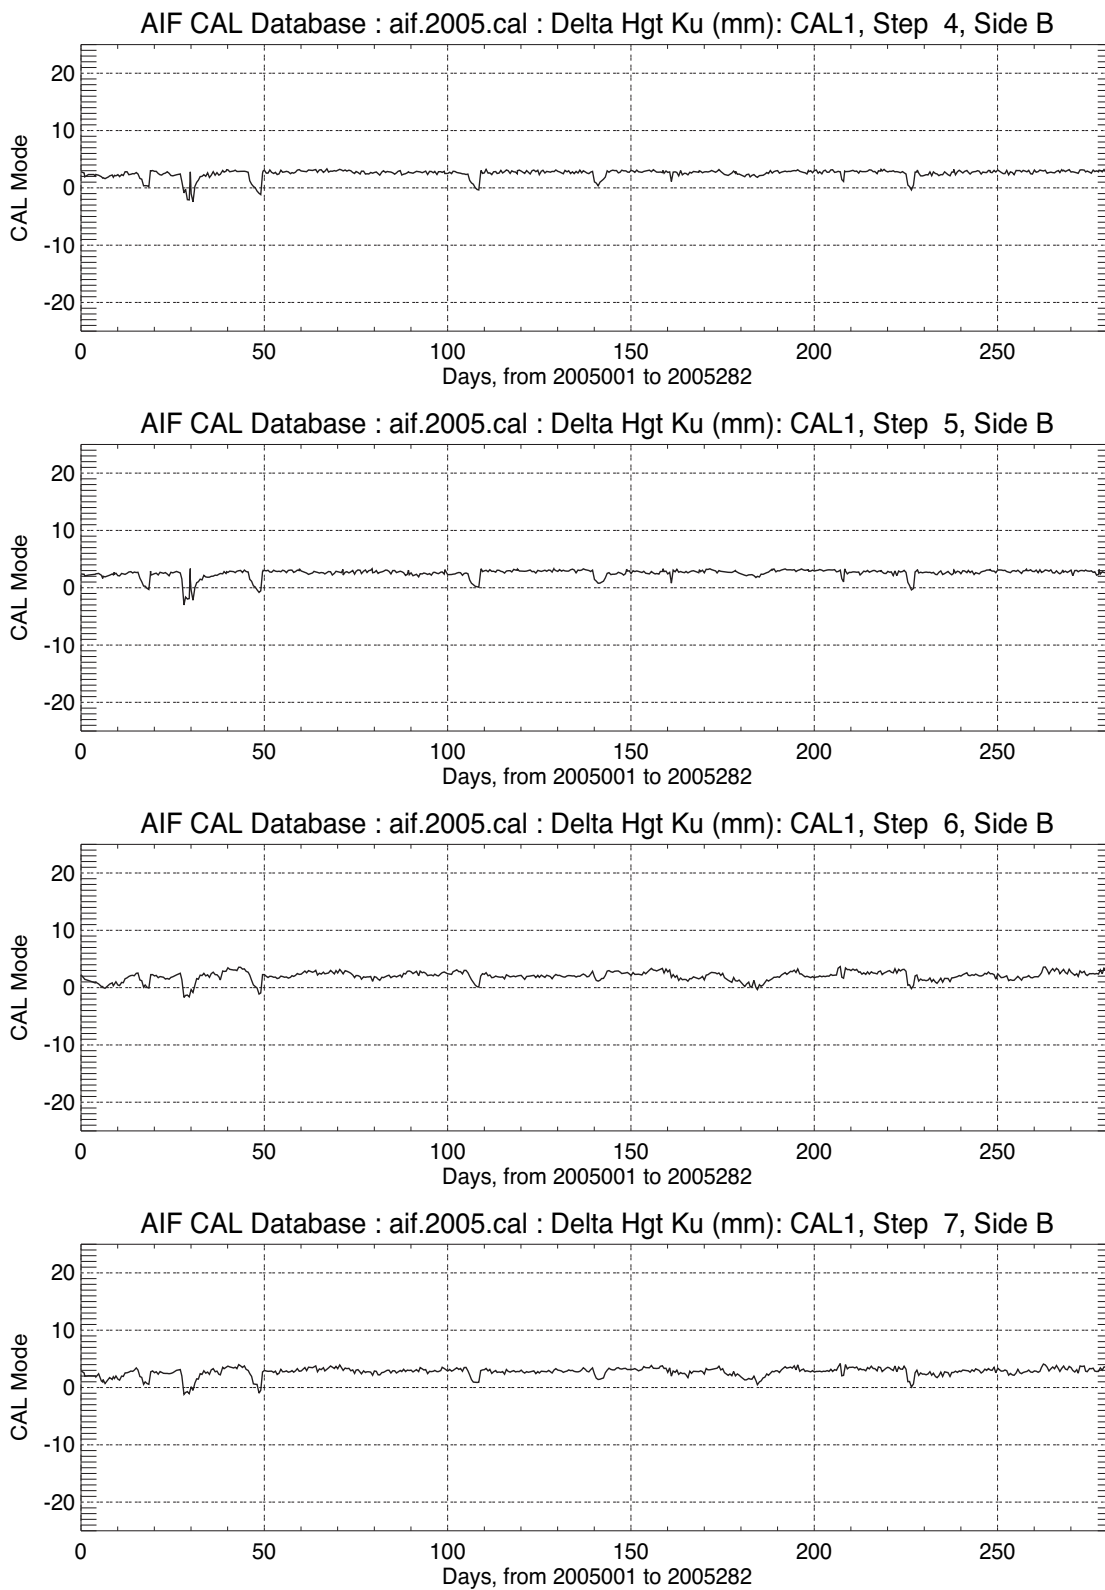 AIF CAL Database : aif.2005.cal : Delta Hgt Ku (mm): CAL1, Step  4, Side B
20
10
0
-10
-20
CAL Mode
0 50 100 150 200 250
Days, from 2005001 to 2005282
AIF CAL Database : aif.2005.cal : Delta Hgt Ku (mm): CAL1, Step  5, Side B
20
10
0
-10
-20
CAL Mode
0 50 100 150 200 250
Days, from 2005001 to 2005282
AIF CAL Database : aif.2005.cal : Delta Hgt Ku (mm): CAL1, Step  6, Side B
20
10
0
-10
-20
CAL Mode
0 50 100 150 200 250
Days, from 2005001 to 2005282
AIF CAL Database : aif.2005.cal : Delta Hgt Ku (mm): CAL1, Step  7, Side B
20
10
0
-10
-20
CAL Mode
0 50 100 150 200 250
Days, from 2005001 to 2005282